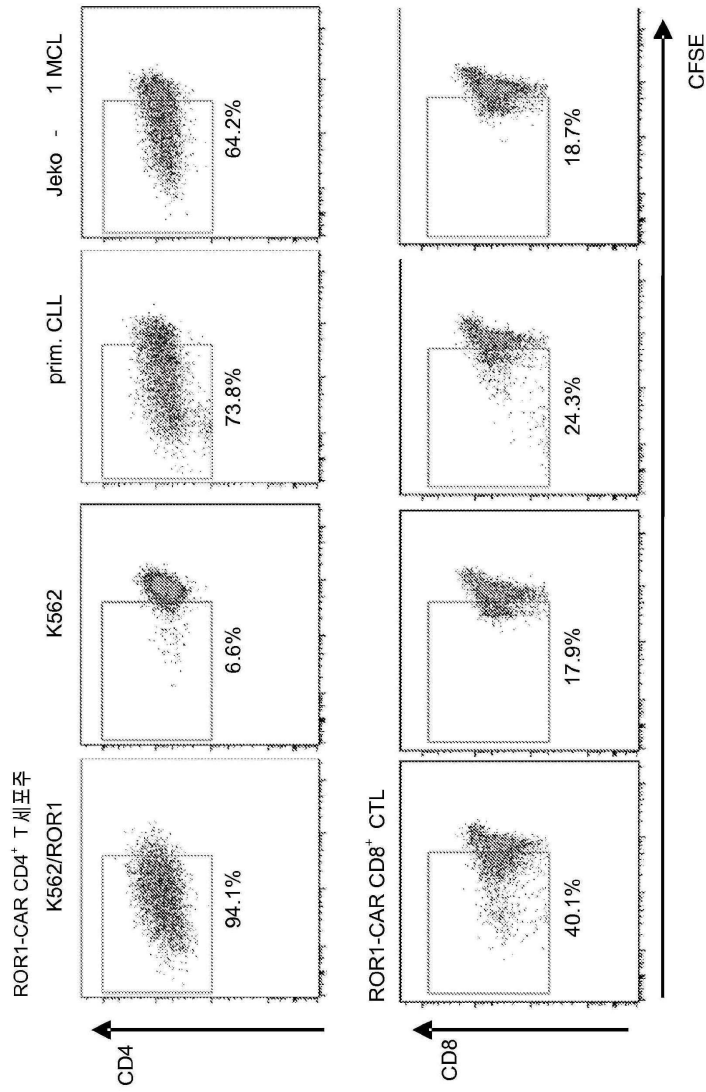 ROR1-CAR CD4⁺ T 세포주
K562/ROR1
K562
prim. CLL
Jeko - 1 MCL
CD4
94.1%
6.6%
73.8%
64.2%
ROR1-CAR CD8⁺ CTL
CD8
40.1%
17.9%
24.3%
18.7%
CFSE